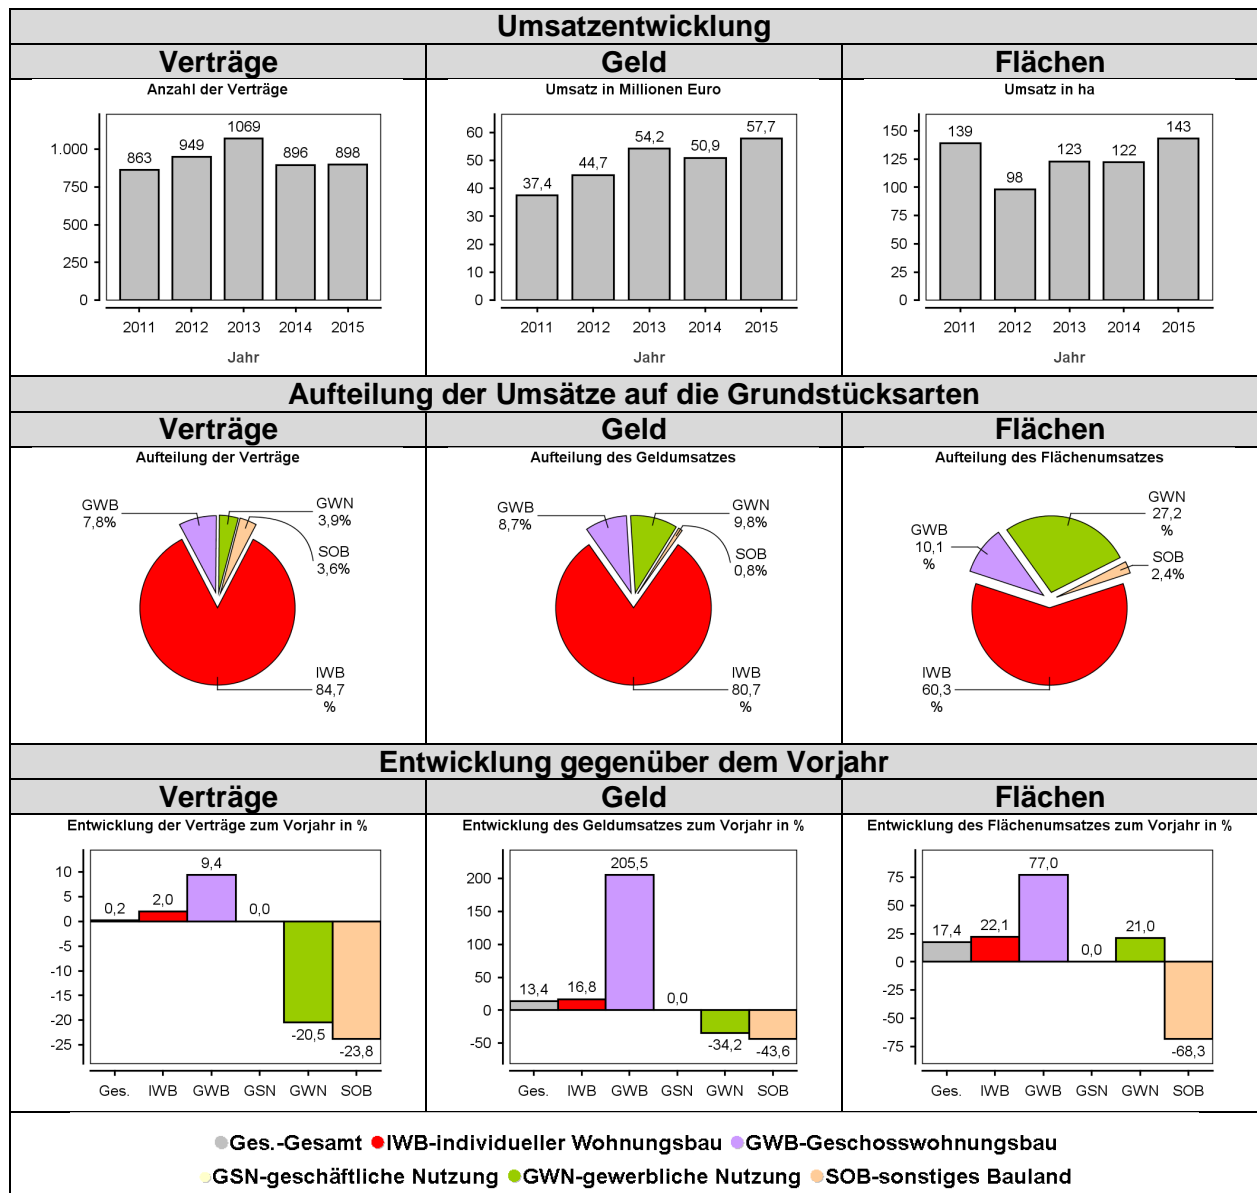 Umsatzentwicklung
Verträge Geld Flächen
Anzahl der Verträge
1.000
750
500
250
0
863
949
1069
896
898
2011 2012 2013 2014 2015
Jahr
Umsatz in Millionen Euro
60
50
40
30
20
10
0
37,4
44,7
54,2
50,9
57,7
2011 2012 2013 2014 2015
Jahr
Umsatz in ha
150
125
100
75
50
25
0
139
98
123
122
143
2011 2012 2013 2014 2015
Jahr
Aufteilung der Umsätze auf die Grundstücksarten
Verträge Geld Flächen
Aufteilung der Verträge
GWB
7,8%
GWN
3,9%
SOB
3,6%
IWB
84,7
%
Aufteilung des Geldumsatzes
GWB
8,7%
GWN
9,8%
SOB
0,8%
IWB
80,7
%
Aufteilung des Flächenumsatzes
GWN
27,2
%
GWB
10,1
%
SOB
2,4%
IWB
60,3
%
Entwicklung gegenüber dem Vorjahr
Verträge Geld Flächen
Entwicklung der Verträge zum Vorjahr in %
10
5
0
-5
-10
-15
-20
-25
0,2
2,0
9,4
0,0
-20,5
-23,8
Ges. IWB GWB GSN GWN SOB
Entwicklung des Geldumsatzes zum Vorjahr in %
200
150
100
50
0
-50
13,4
16,8
205,5
0,0
-34,2
-43,6
Ges. IWB GWB GSN GWN SOB
Entwicklung des Flächenumsatzes zum Vorjahr in %
75
50
25
0
-25
-50
-75
17,4
22,1
77,0
0,0
21,0
-68,3
Ges. IWB GWB GSN GWN SOB
Ges.-Gesamt IWB-individueller Wohnungsbau GWB-Geschosswohnungsbau
GSN-geschäftliche Nutzung GWN-gewerbliche Nutzung SOB-sonstiges Bauland